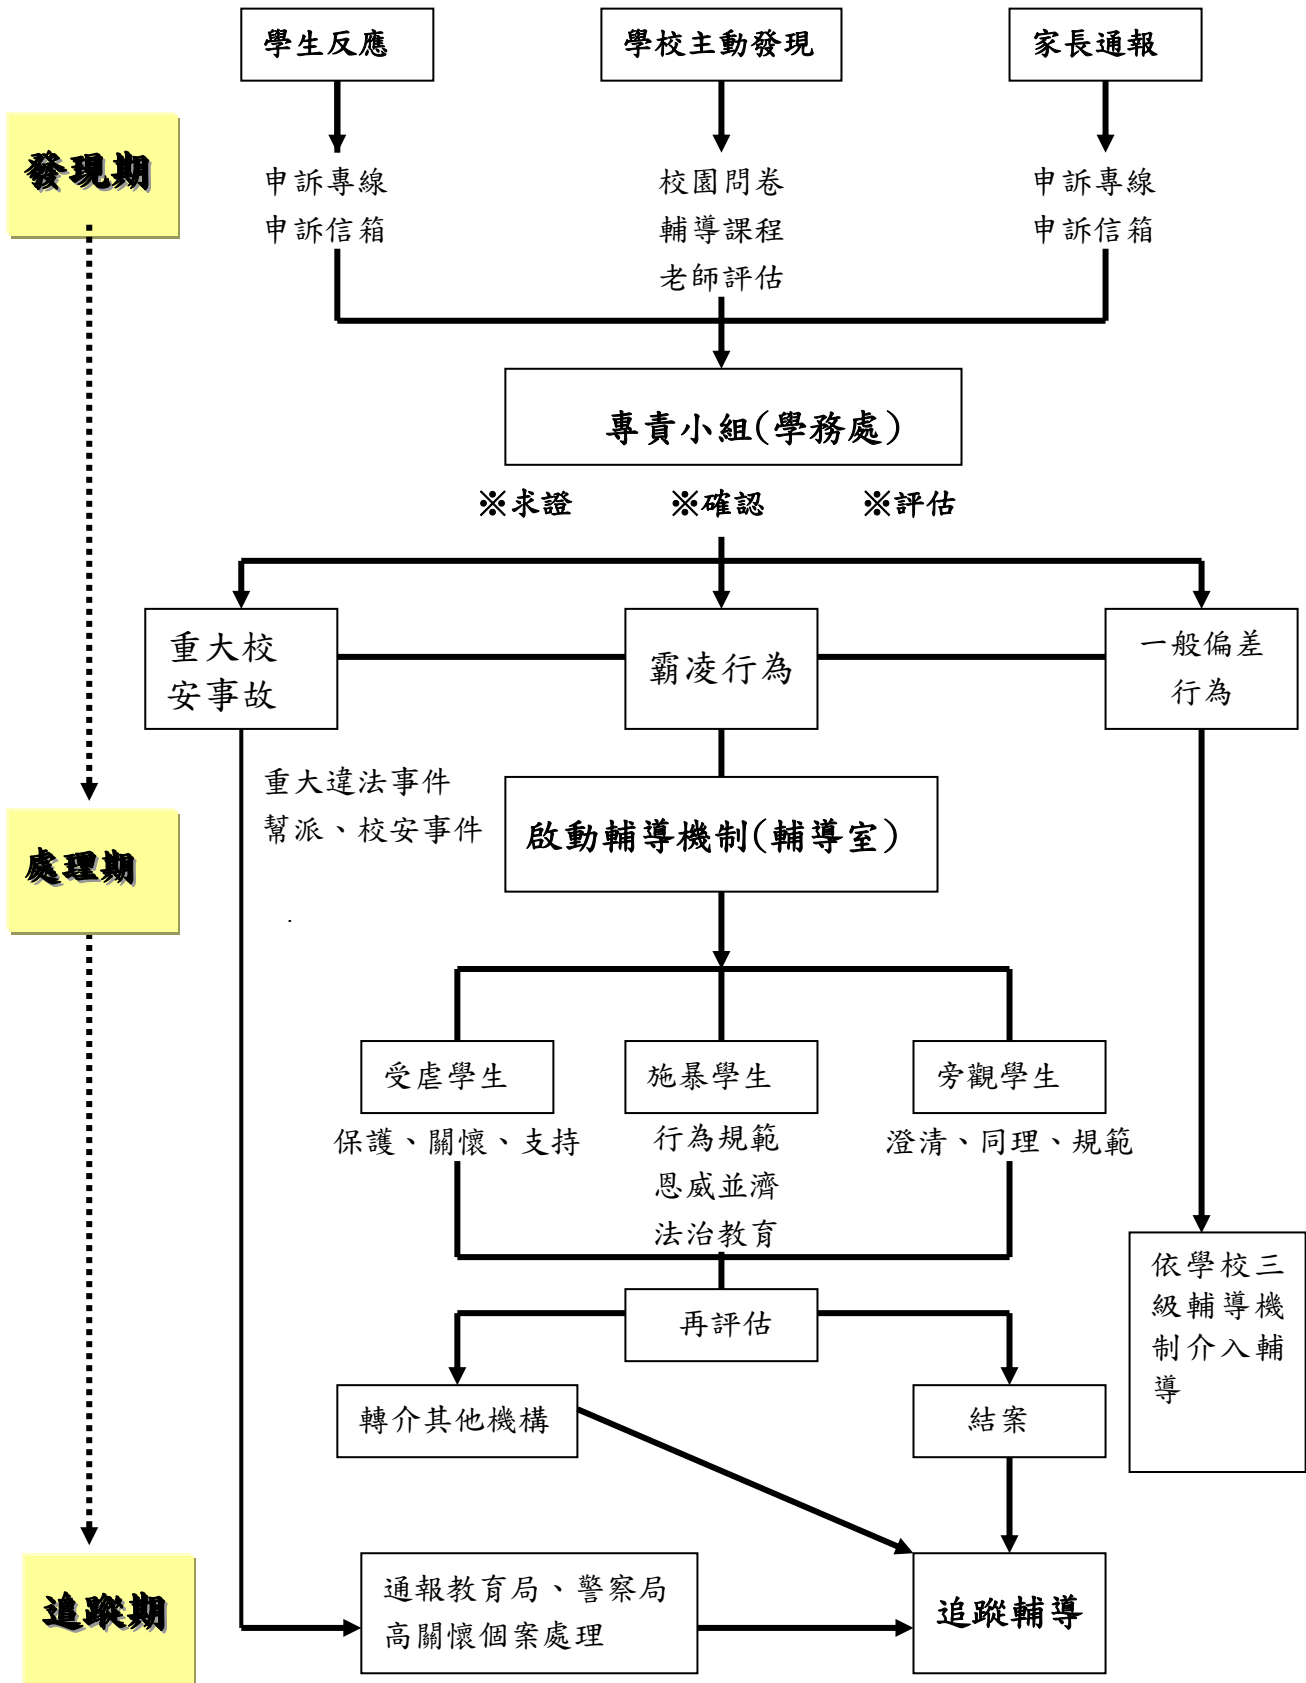 學生反應
學校主動發現
家長通報
發現期
申訴專線
申訴信箱
校園問卷
輔導課程
老師評估
申訴專線
申訴信箱
專責小組(學務處)
※求證
※確認
※評估
重大校
安事故
霸凌行為
一般偏差
行為
重大違法事件
幫派、校安事件
處理期
啟動輔導機制(輔導室)
受虐學生
施暴學生
旁觀學生
保護、關懷、支持
行為規範
恩威並濟
法治教育
澄清、同理、規範
依學校三
級輔導機
制介入輔
導
再評估
轉介其他機構
結案
追蹤期
通報教育局、警察局
高關懷個案處理
追蹤輔導